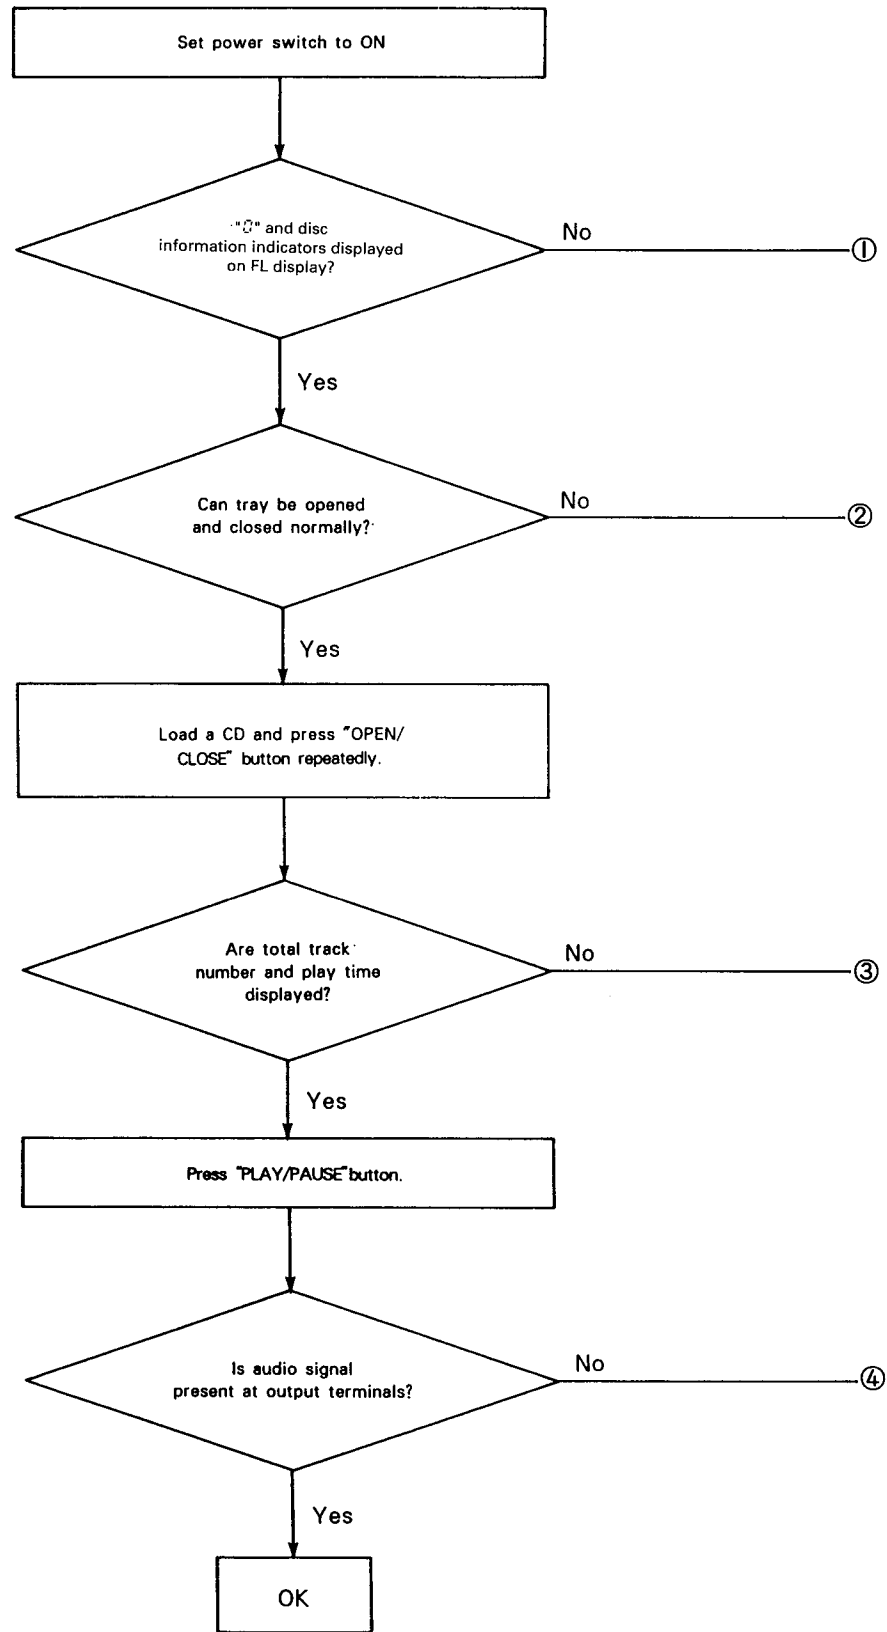 Set power switch to ON
"0" and disc
information indicators displayed
on FL display?
No
①
Yes
Can tray be opened
and closed normally?
No
②
Yes
Load a CD and press "OPEN/
CLOSE" button repeatedly.
Are total track
number and play time
displayed?
No
③
Yes
Press "PLAY/PAUSE" button.
Is audio signal
present at output terminals?
No
④
Yes
OK